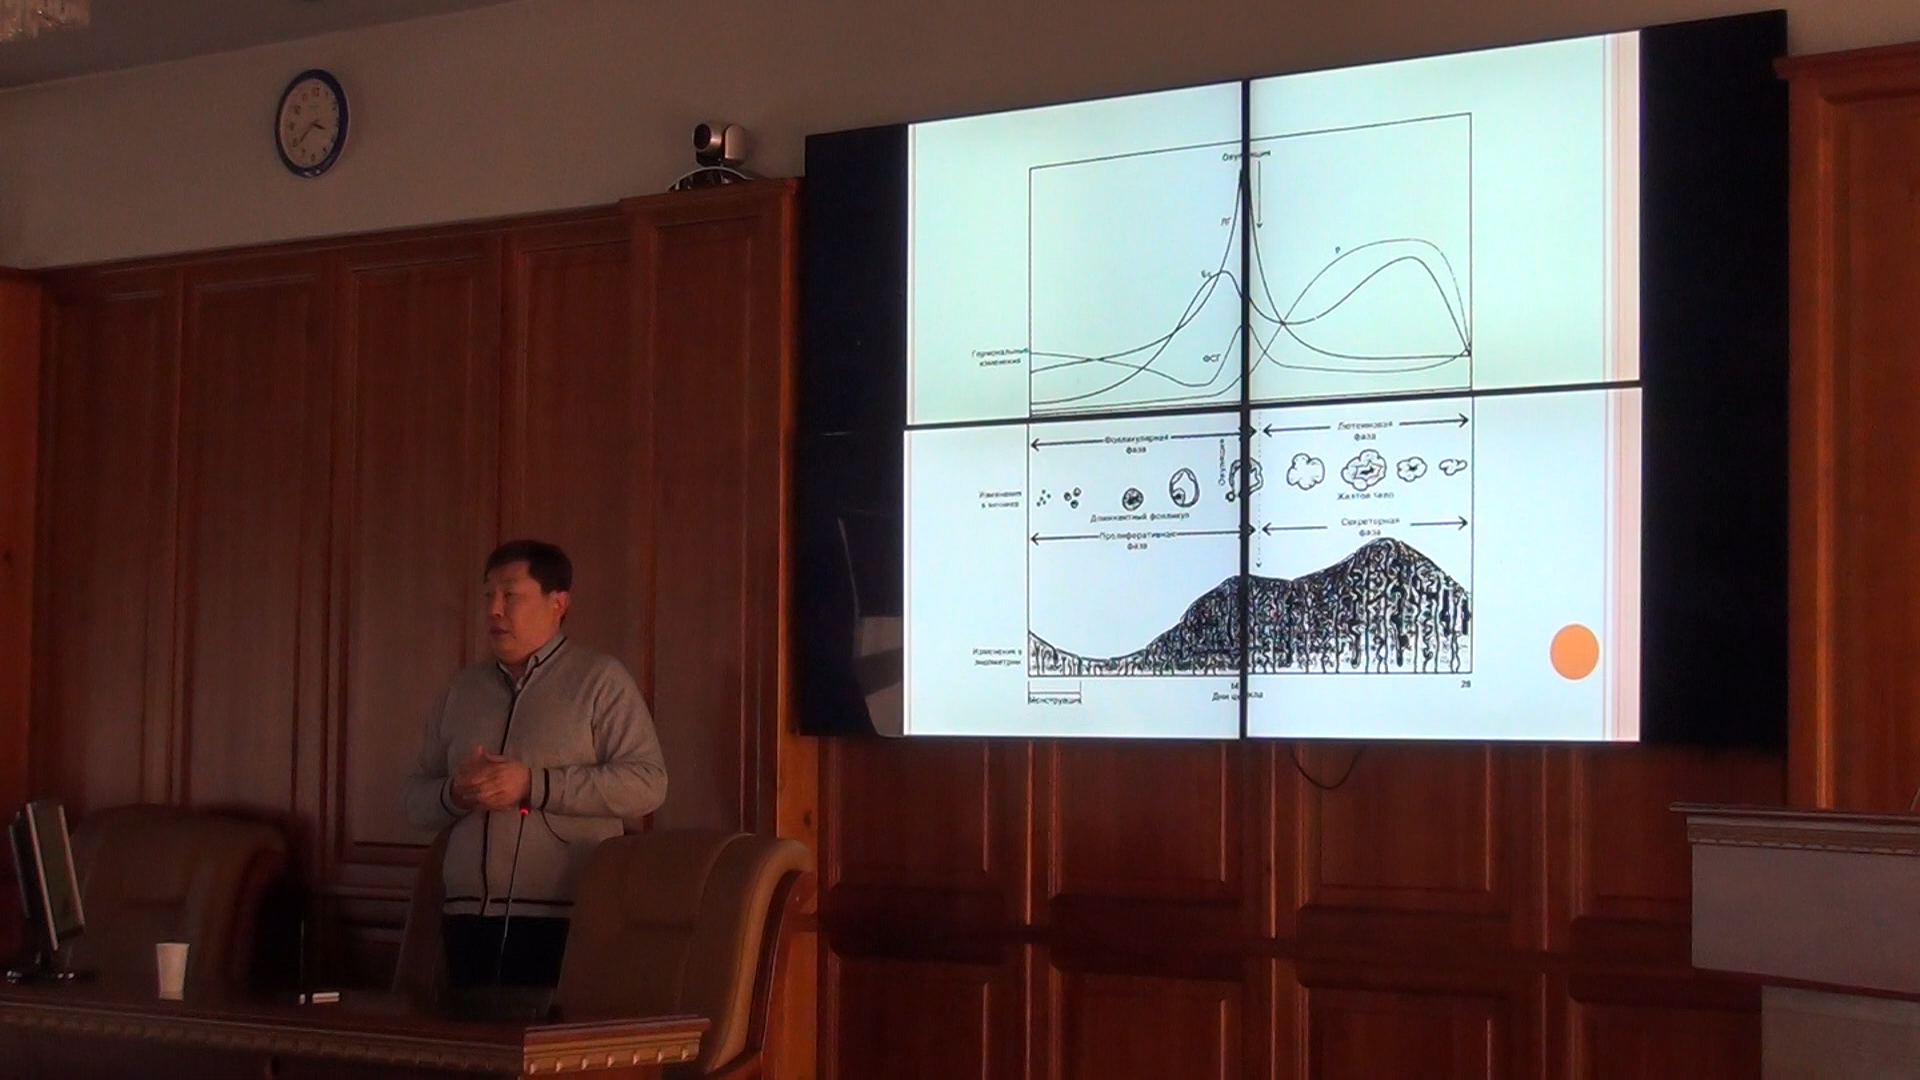 Овуляция
ЛГ
E₂
P
ФСГ
Гормональные
изменения
Фолликулярная
фаза
Овуляция
Лютеиновая
фаза
Изменения
в яичнике
Доминантный фолликул
Желтое тело
Пролиферативная
фаза
Секреторная
фаза
Изменения в
эндометрии
Менструация
14
Дни цикла
28